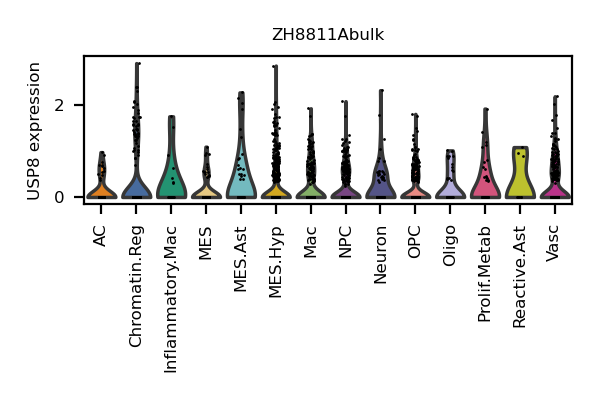 ZH8811Abulk
USP8 expression
2
0
AC
Chromatin.Reg
Inflammatory.Mac
MES
MES.Ast
MES.Hyp
Mac
NPC
Neuron
OPC
Oligo
Prolif.Metab
Reactive.Ast
Vasc